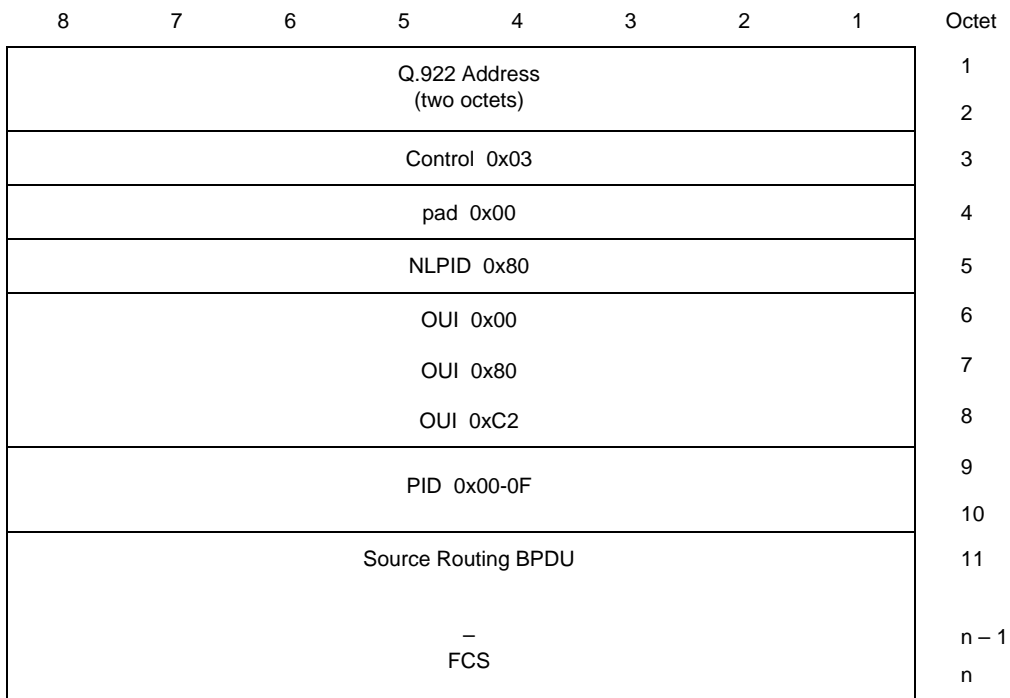 8 7 6 5 4 3 2 1 Octet
Q.922 Address 1
(two octets) 2
Control 0x03 3
pad 0x00 4
NLPID 0x80 5
OUI 0x00 6
OUI 0x80 7
OUI 0xC2 8
PID 0x00-0F 9
10
Source Routing BPDU 11
– n – 1
FCS n